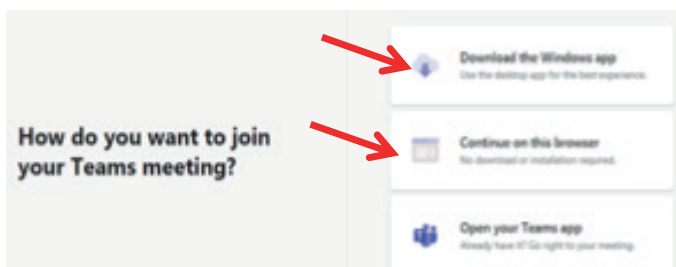 How do you want to join
your Teams meeting?
Download the Windows app
Use the desktop app for the best experience.
Continue on this browser
No download or installation required.
Open your Teams app
Already have it? Go right to your meeting.